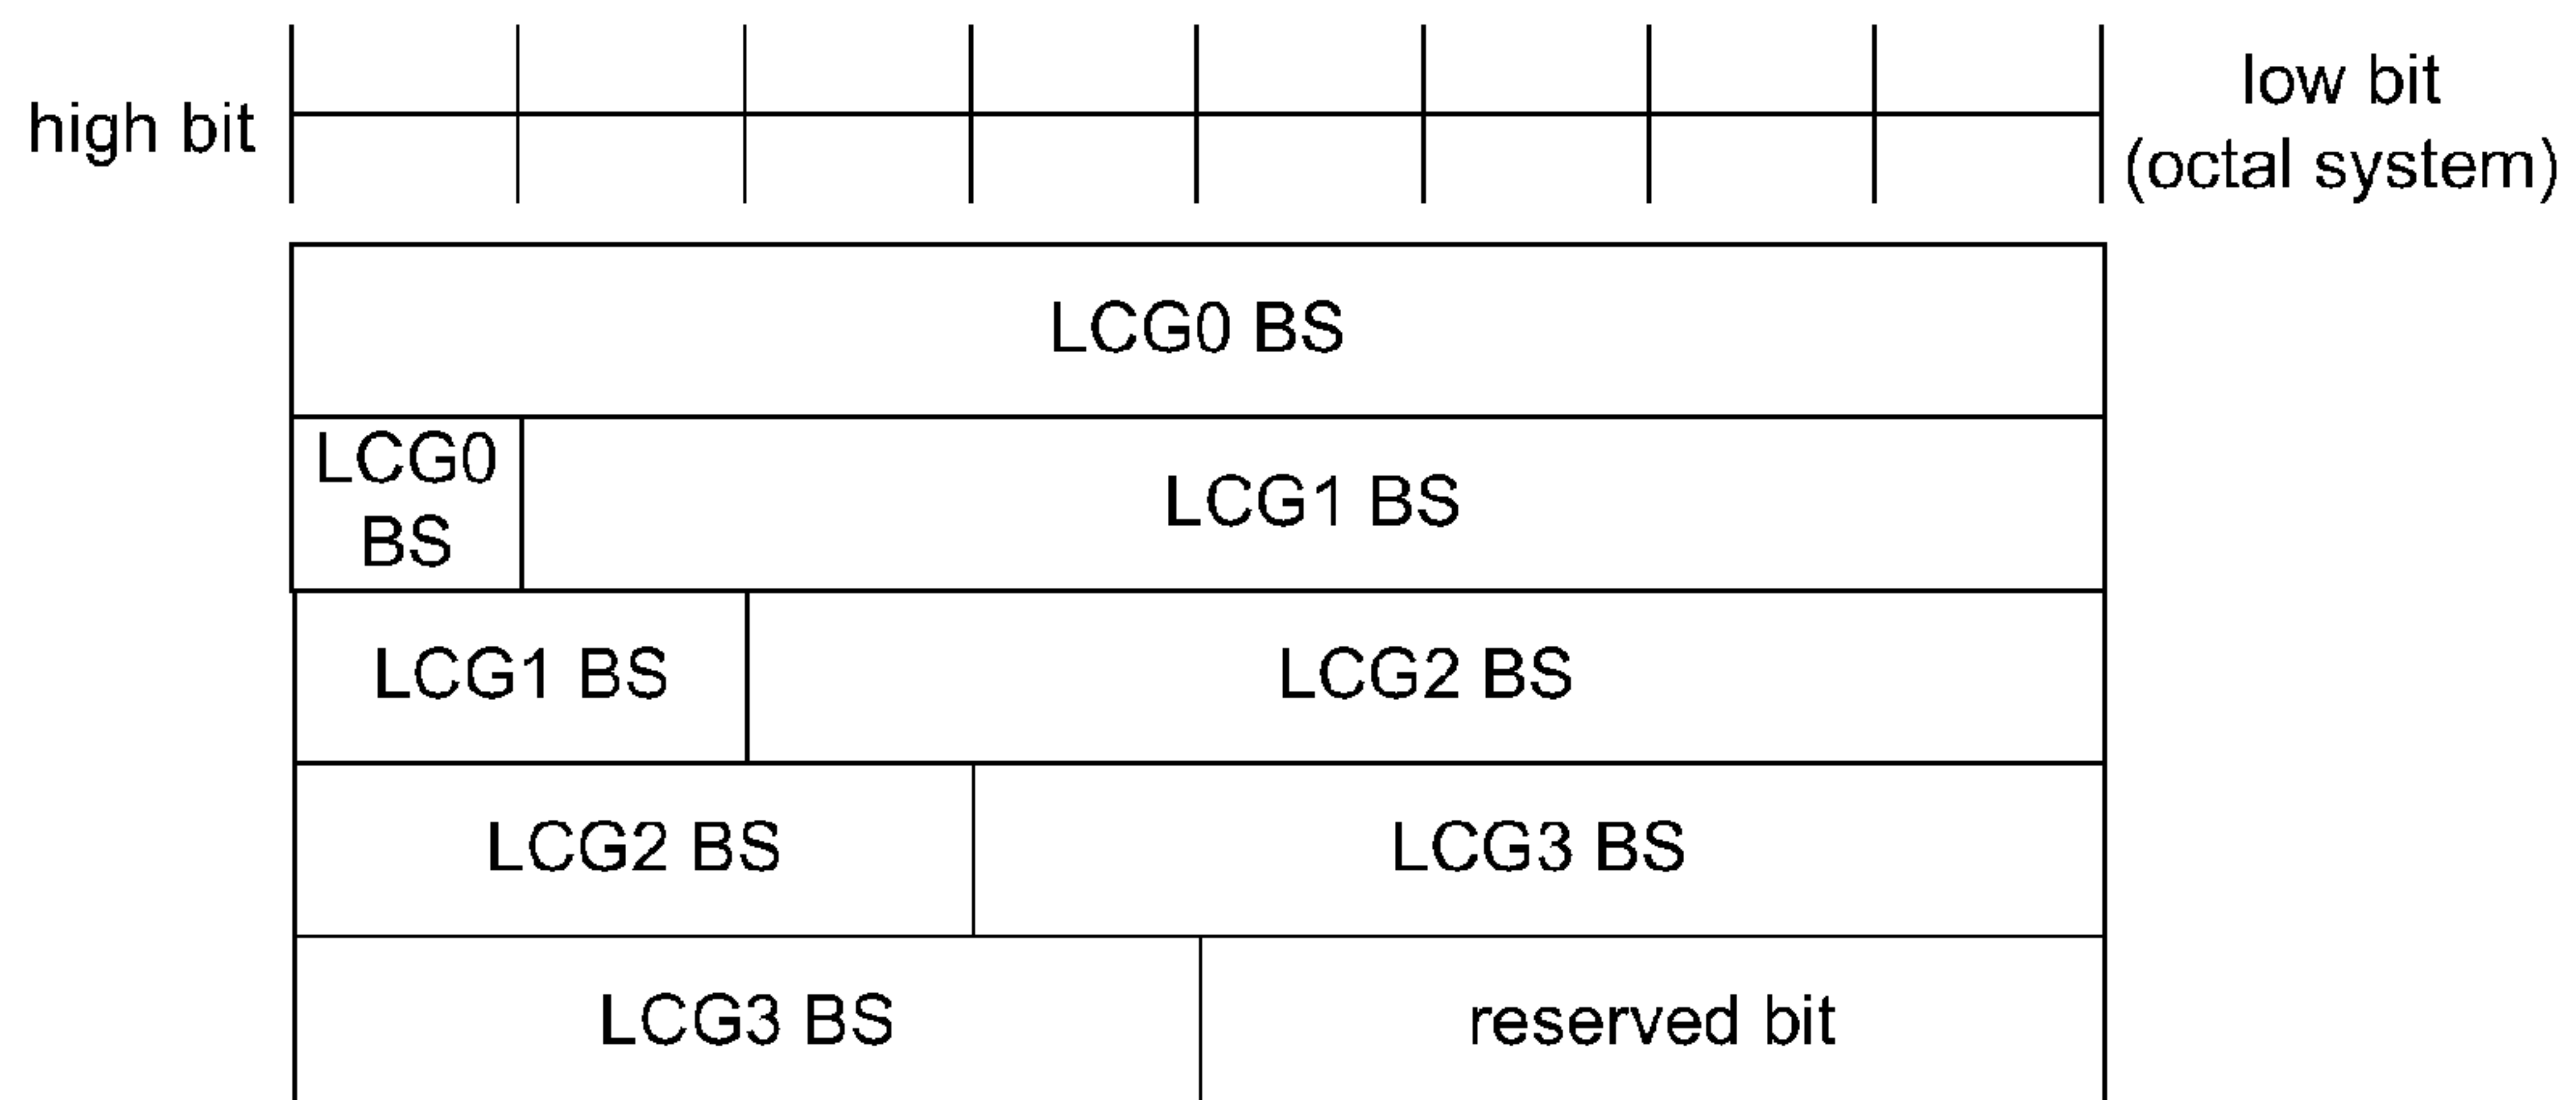 high bit
low bit
(octal system)
LCG0 BS
LCG0
BS
LCG1 BS
LCG1 BS
LCG2 BS
LCG2 BS
LCG3 BS
LCG3 BS
reserved bit